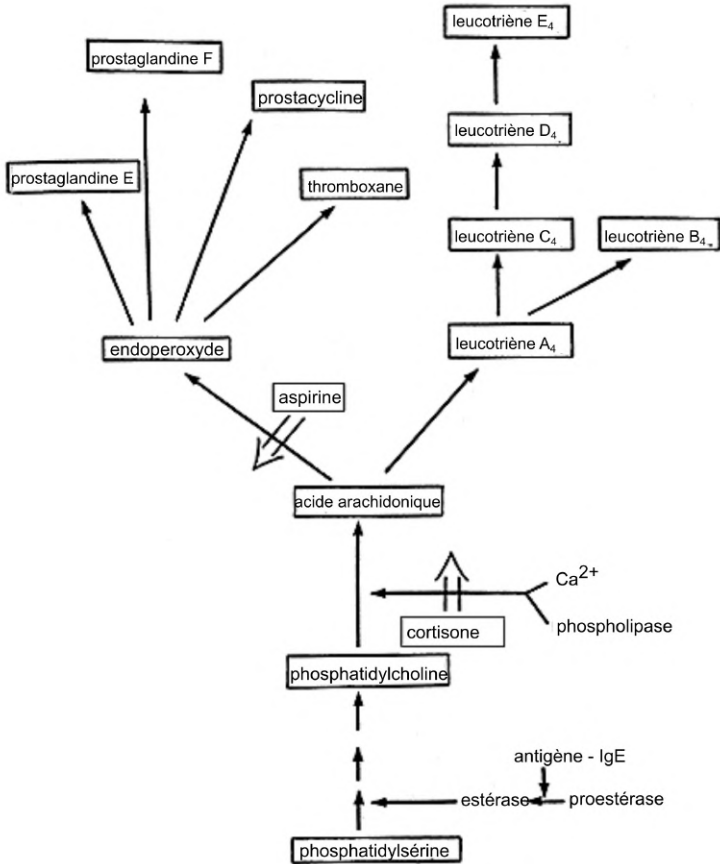 leucotriène E₄
prostaglandine F
prostacycline
leucotriène D₄
prostaglandine E
thromboxane
leucotriène C₄
leucotriène B₄
endoperoxyde
leucotriène A₄
aspirine
acide arachidonique
Ca²⁺
cortisone
phospholipase
phosphatidylcholine
antigène - IgE
estérase
proestérase
phosphatidylsérine